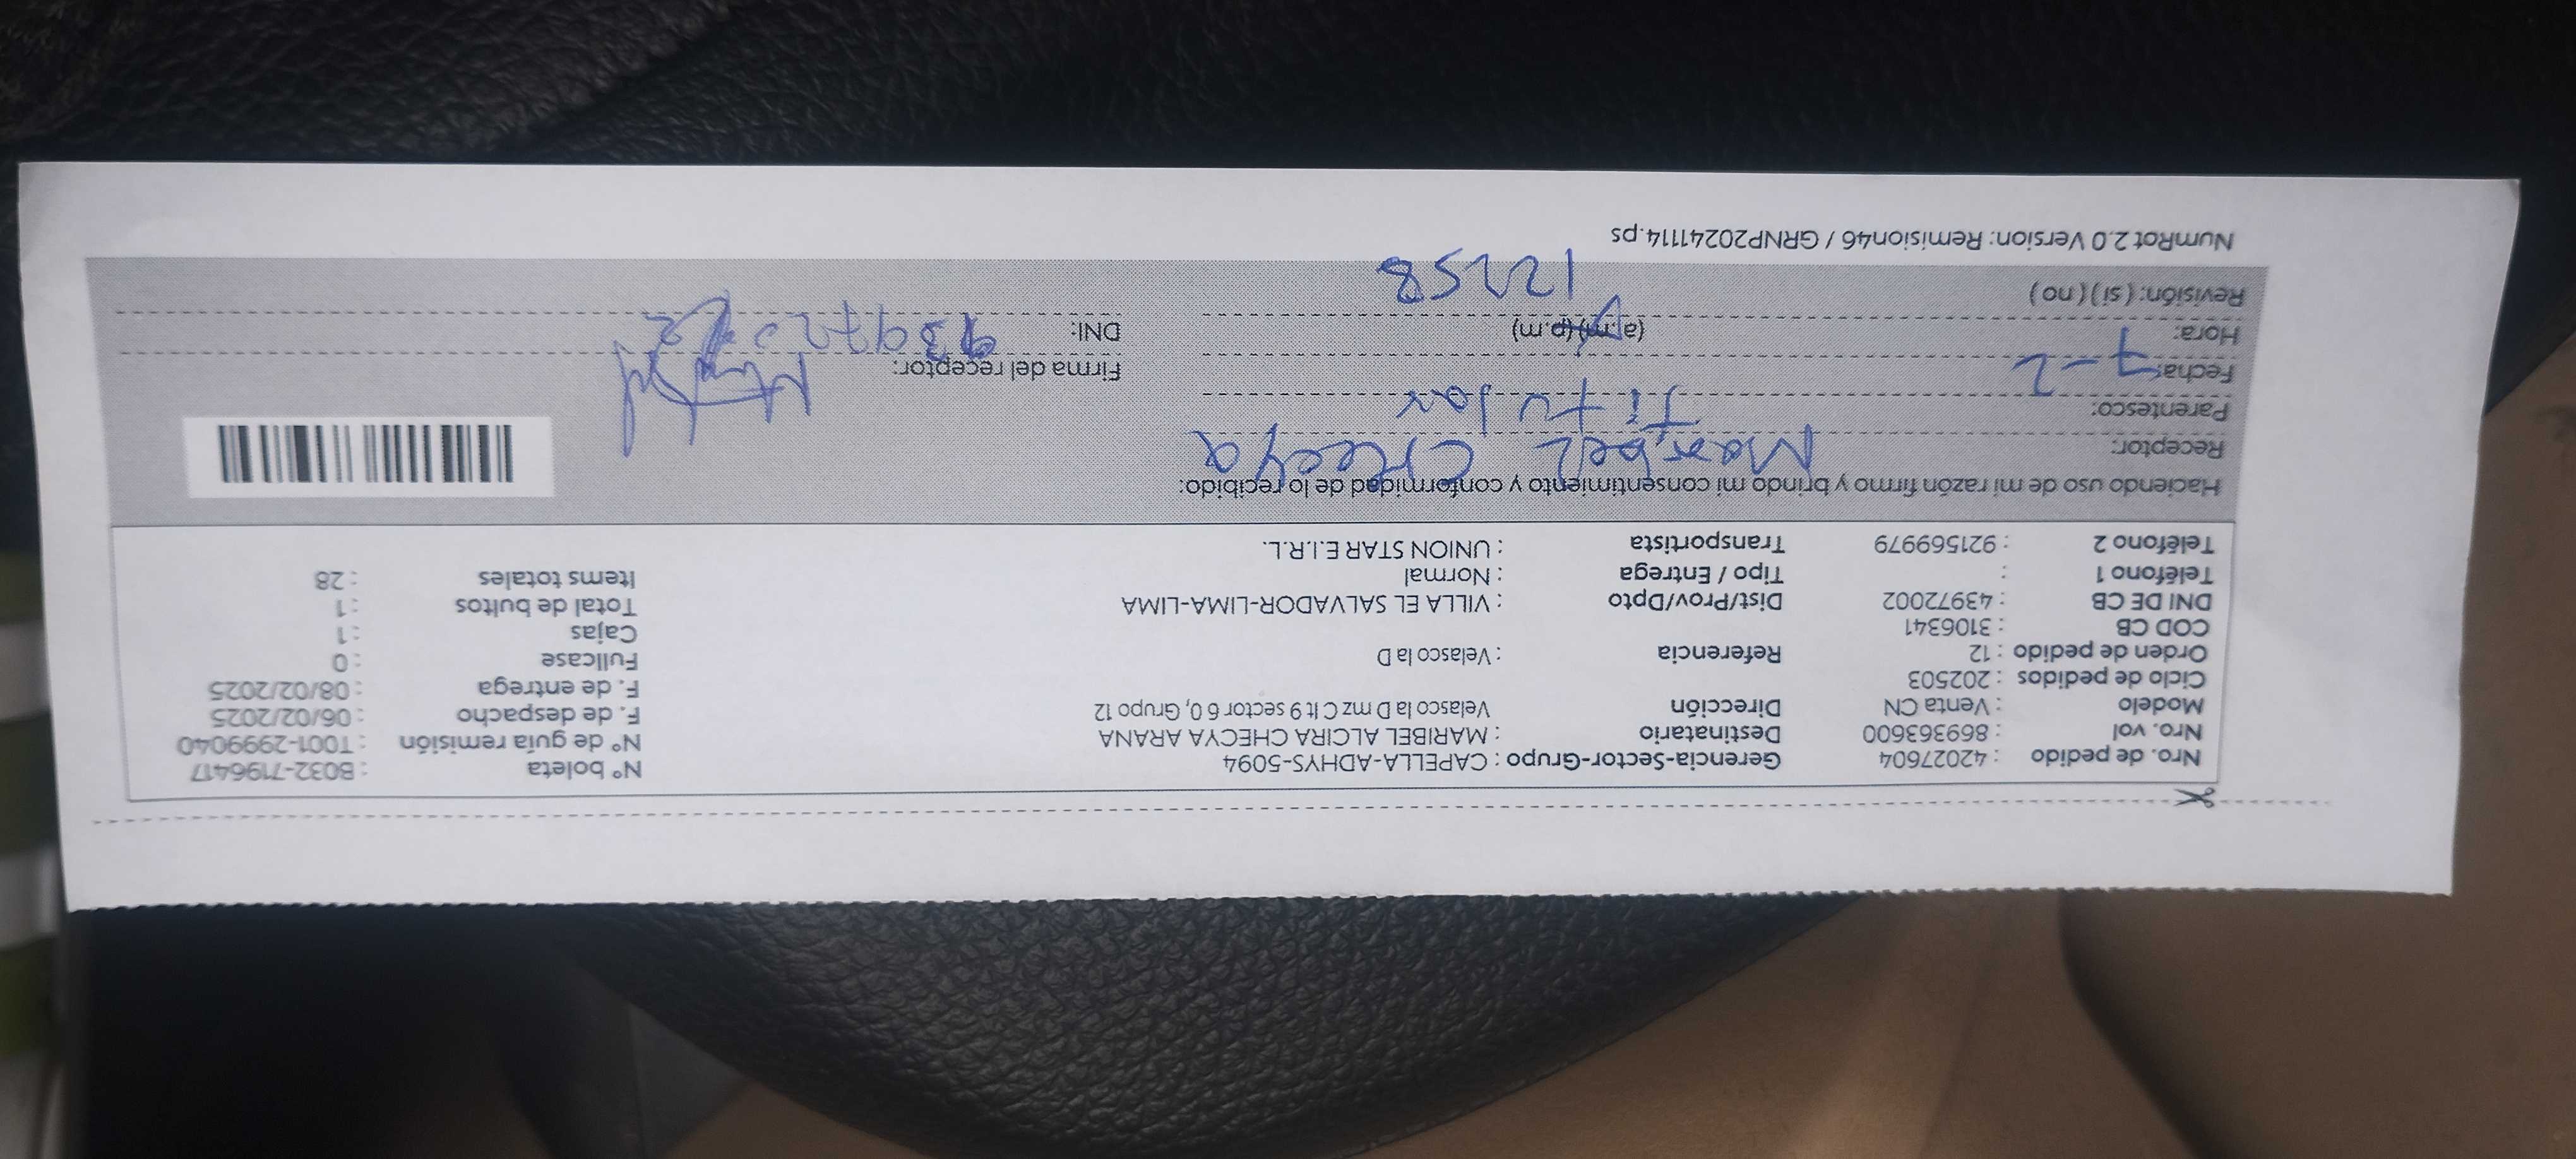 Nro. de pedido : 42027604 Gerencia-Sector-Grupo : CAPELLA-ADHYS-5094 N° boleta : B032-7196417
Nro. vol : 869363600 Destinatario : MARIBEL ALCIRA CHECYA ARANA N° de guía remisión : T001-2999040
Modelo : Venta CN Dirección Velasco la D mz C lt 9 sector 6 0, Grupo 12 F. de despacho : 06/02/2025
Ciclo de pedidos : 202503 F. de entrega : 08/02/2025
Orden de pedido : 12 Referencia : Velasco la D Fullcase : 0
COD CB : 3106341 Cajas : 1
DNI DE CB : 43972002 Dist/Prov/Dpto : VILLA EL SALVADOR-LIMA-LIMA Total de bultos : 1
Teléfono 1 : Tipo / Entrega : Normal Items totales : 28
Teléfono 2 : 921569979 Transportista : UNION STAR E.I.R.L.
Haciendo uso de mi razón firmo y brindo mi consentimiento y conformidad de lo recibido:
Receptor: Maribel Checya
Parentesco: Titular
Fecha: 7-2 Firma del receptor:
Hora: (a.m) (p.m) DNI:
Revisión: ( si ) ( no ) 12:58
NumRot 2.0 Version: Remision46 / GRNP20241114.ps